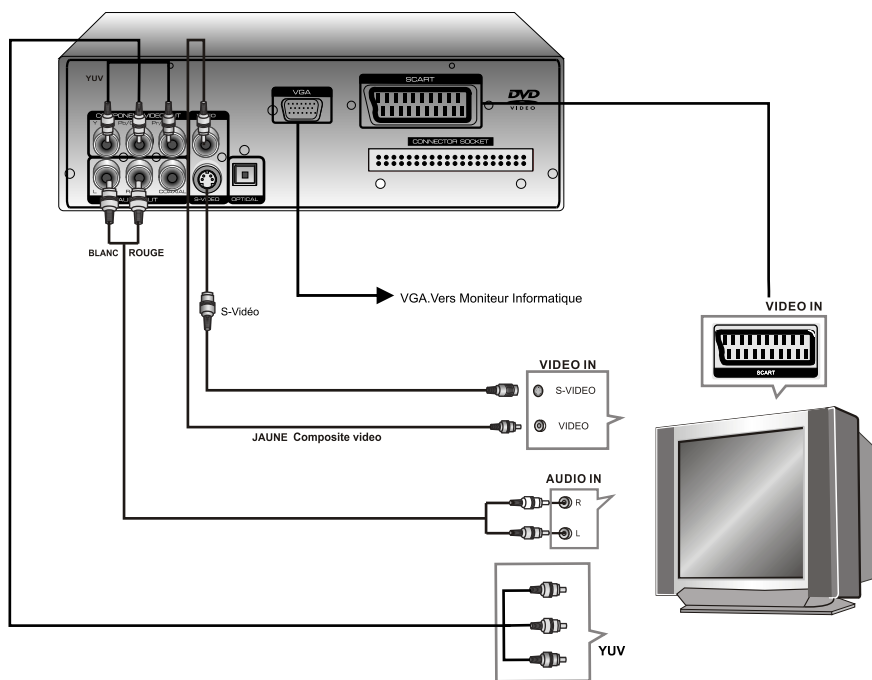 SCART
YUV
VGA
DVD
VIDEO
CONNECTOR SOCKET
L
COAXIAL
S-VIDEO
OPTICAL
BLANC
ROUGE
VGA.Vers Moniteur Informatique
S-Vidéo
VIDEO IN
SCART
VIDEO IN
S-VIDEO
VIDEO
JAUNE Composite video
AUDIO IN
R
L
YUV